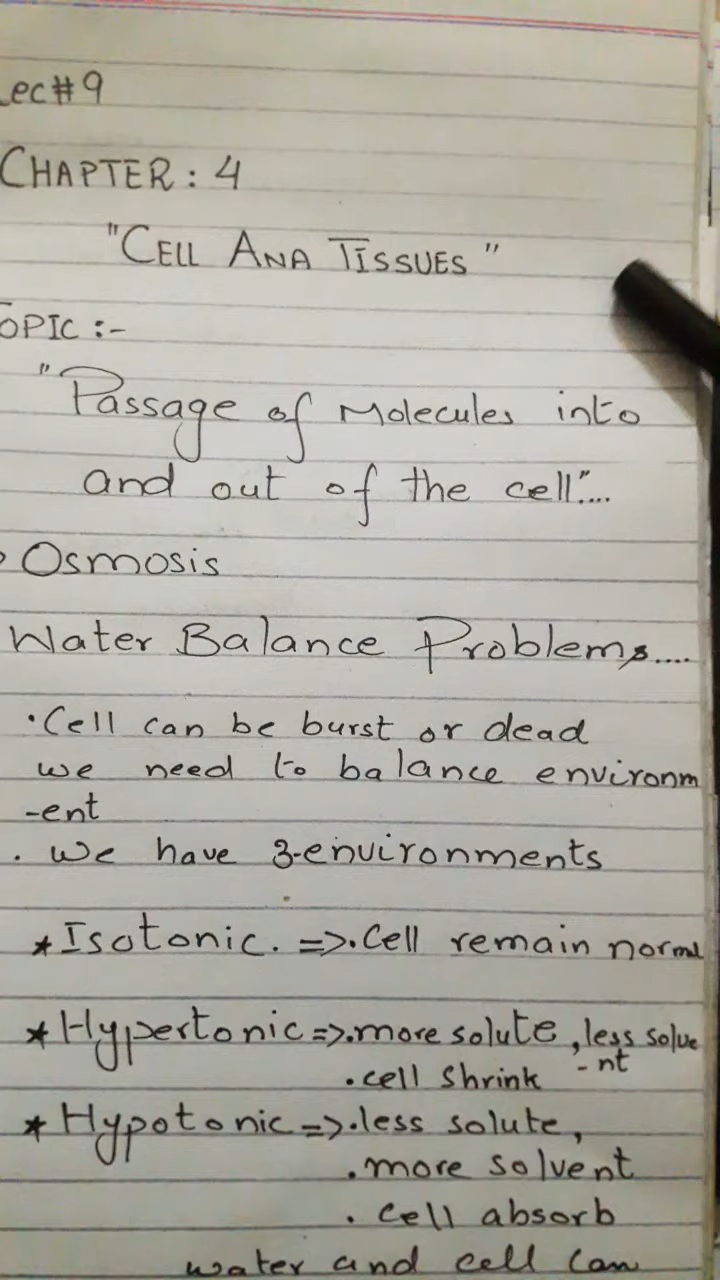 Lec#9
CHAPTER: 4
"CELL ANA TISSUES"
TOPIC :-
"Passage of Molecules into
and out of the cell"....
Osmosis
Water Balance Problems....
. Cell can be burst or dead
we need to balance environm
-ent
. we have 3-environments
* Isotonic. =>. Cell remain normal
* Hypertonic =>. more solute, less solve
-nt
. cell shrink
* Hypotonic =>. less solute,
. more solvent
. cell absorb
water and cell can